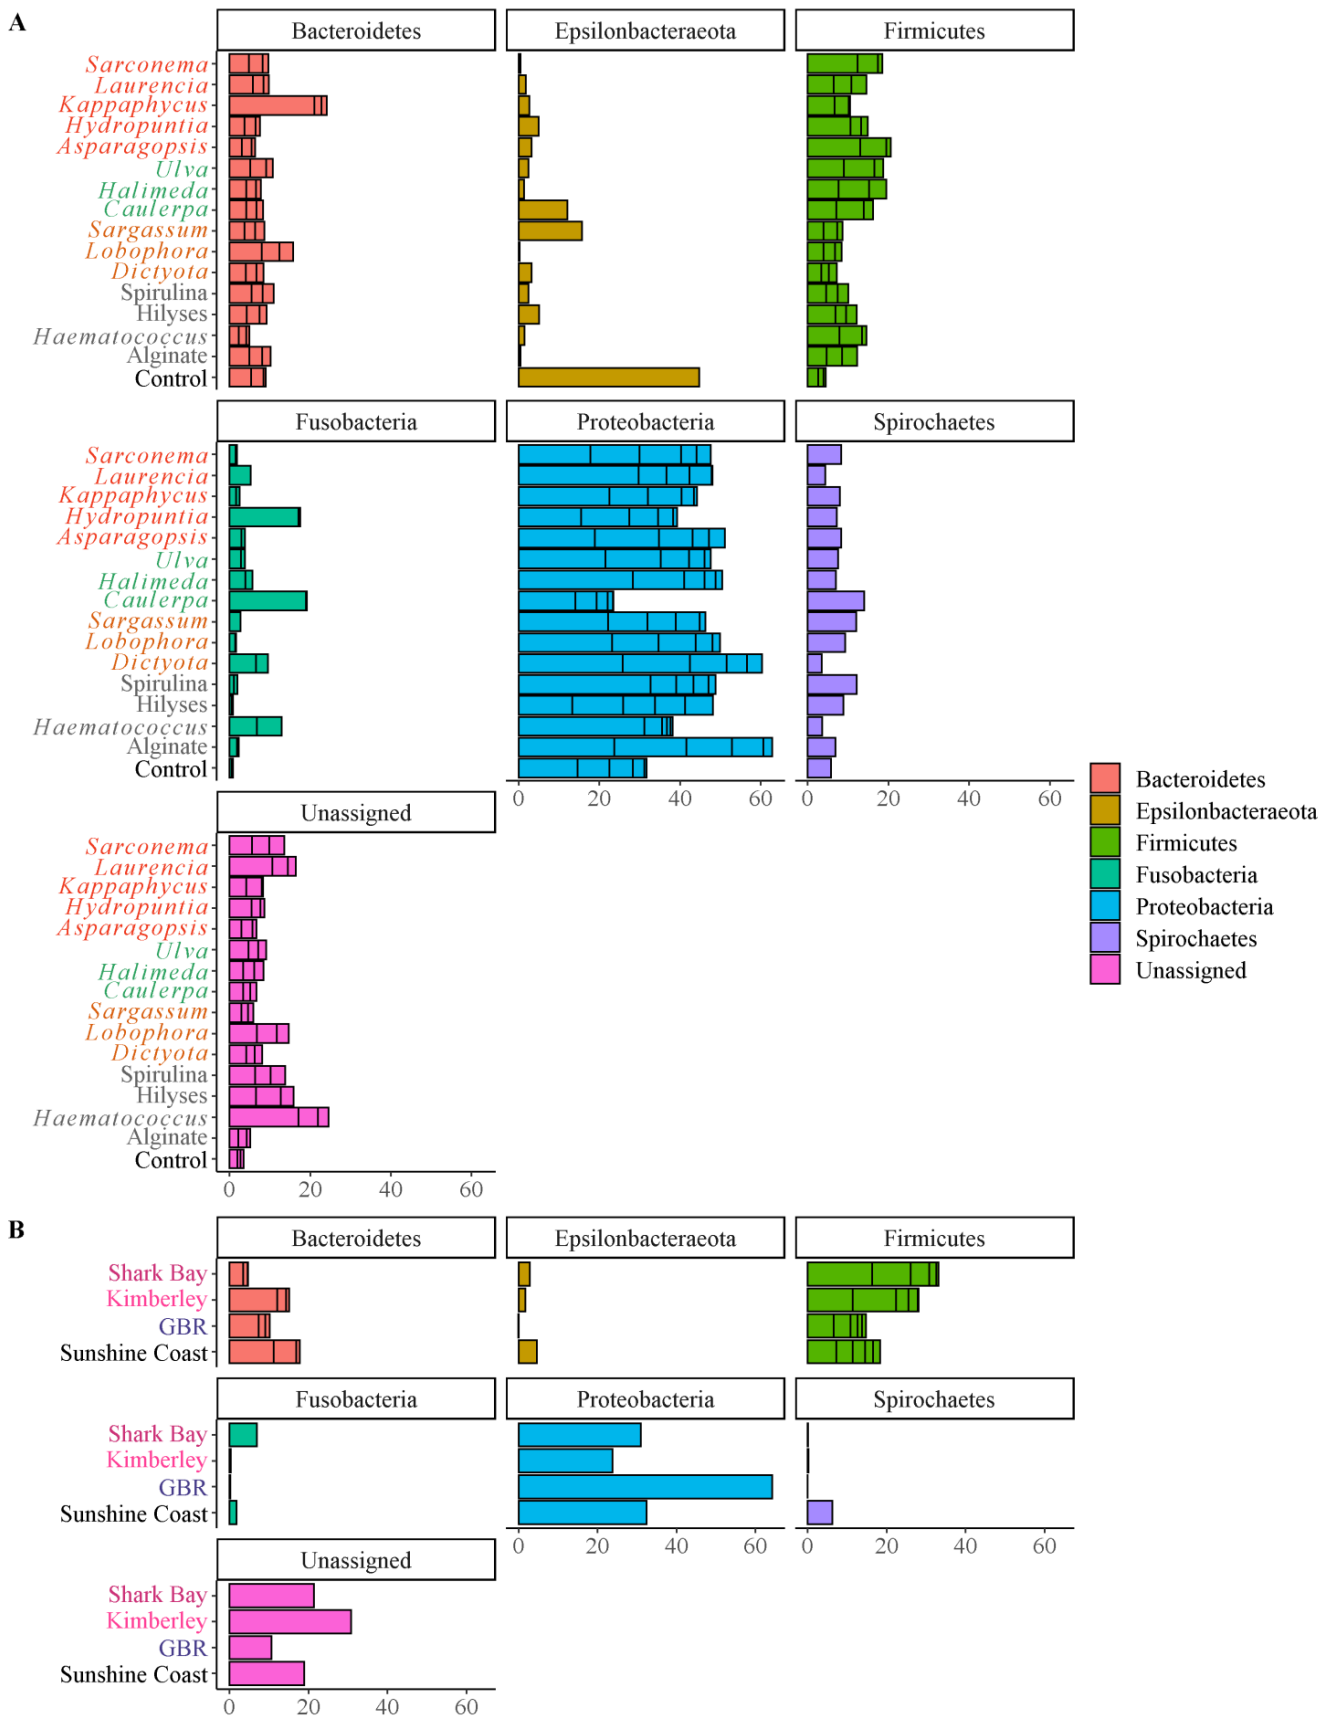 A
Bacteroidetes
Epsilonbacteraeota
Firmicutes
Sarconema
Laurencia
Kappaphycus
Hydropuntia
Asparagopsis
Ulva
Halimeda
Caulerpa
Sargassum
Lobophora
Dictyota
Spirulina
Hilyses
Haematococcus
Alginate
Control
Fusobacteria
Proteobacteria
Spirochaetes
Sarconema
Laurencia
Kappaphycus
Hydropuntia
Asparagopsis
Ulva
Halimeda
Caulerpa
Sargassum
Lobophora
Dictyota
Spirulina
Hilyses
Haematococcus
Alginate
Control
0 20 40 60
0 20 40 60
Unassigned
Sarconema
Laurencia
Kappaphycus
Hydropuntia
Asparagopsis
Ulva
Halimeda
Caulerpa
Sargassum
Lobophora
Dictyota
Spirulina
Hilyses
Haematococcus
Alginate
Control
0 20 40 60
Bacteroidetes
Epsilonbacteraeota
Firmicutes
Fusobacteria
Proteobacteria
Spirochaetes
Unassigned
B
Bacteroidetes
Epsilonbacteraeota
Firmicutes
Shark Bay
Kimberley
GBR
Sunshine Coast
Fusobacteria
Proteobacteria
Spirochaetes
Shark Bay
Kimberley
GBR
Sunshine Coast
0 20 40 60
0 20 40 60
Unassigned
Shark Bay
Kimberley
GBR
Sunshine Coast
0 20 40 60